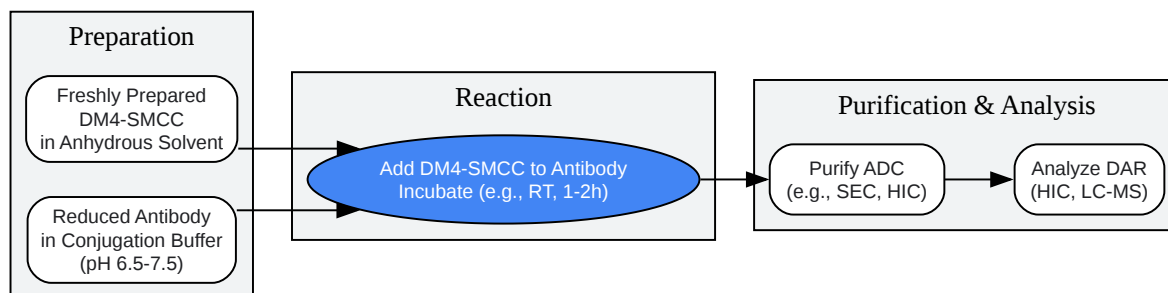 Preparation
Freshly Prepared
DM4-SMCC
in Anhydrous Solvent
Reduced Antibody
in Conjugation Buffer
(pH 6.5-7.5)
Reaction
Add DM4-SMCC to Antibody
Incubate (e.g., RT, 1-2h)
Purification & Analysis
Purify ADC
(e.g., SEC, HIC)
Analyze DAR
(HIC, LC-MS)